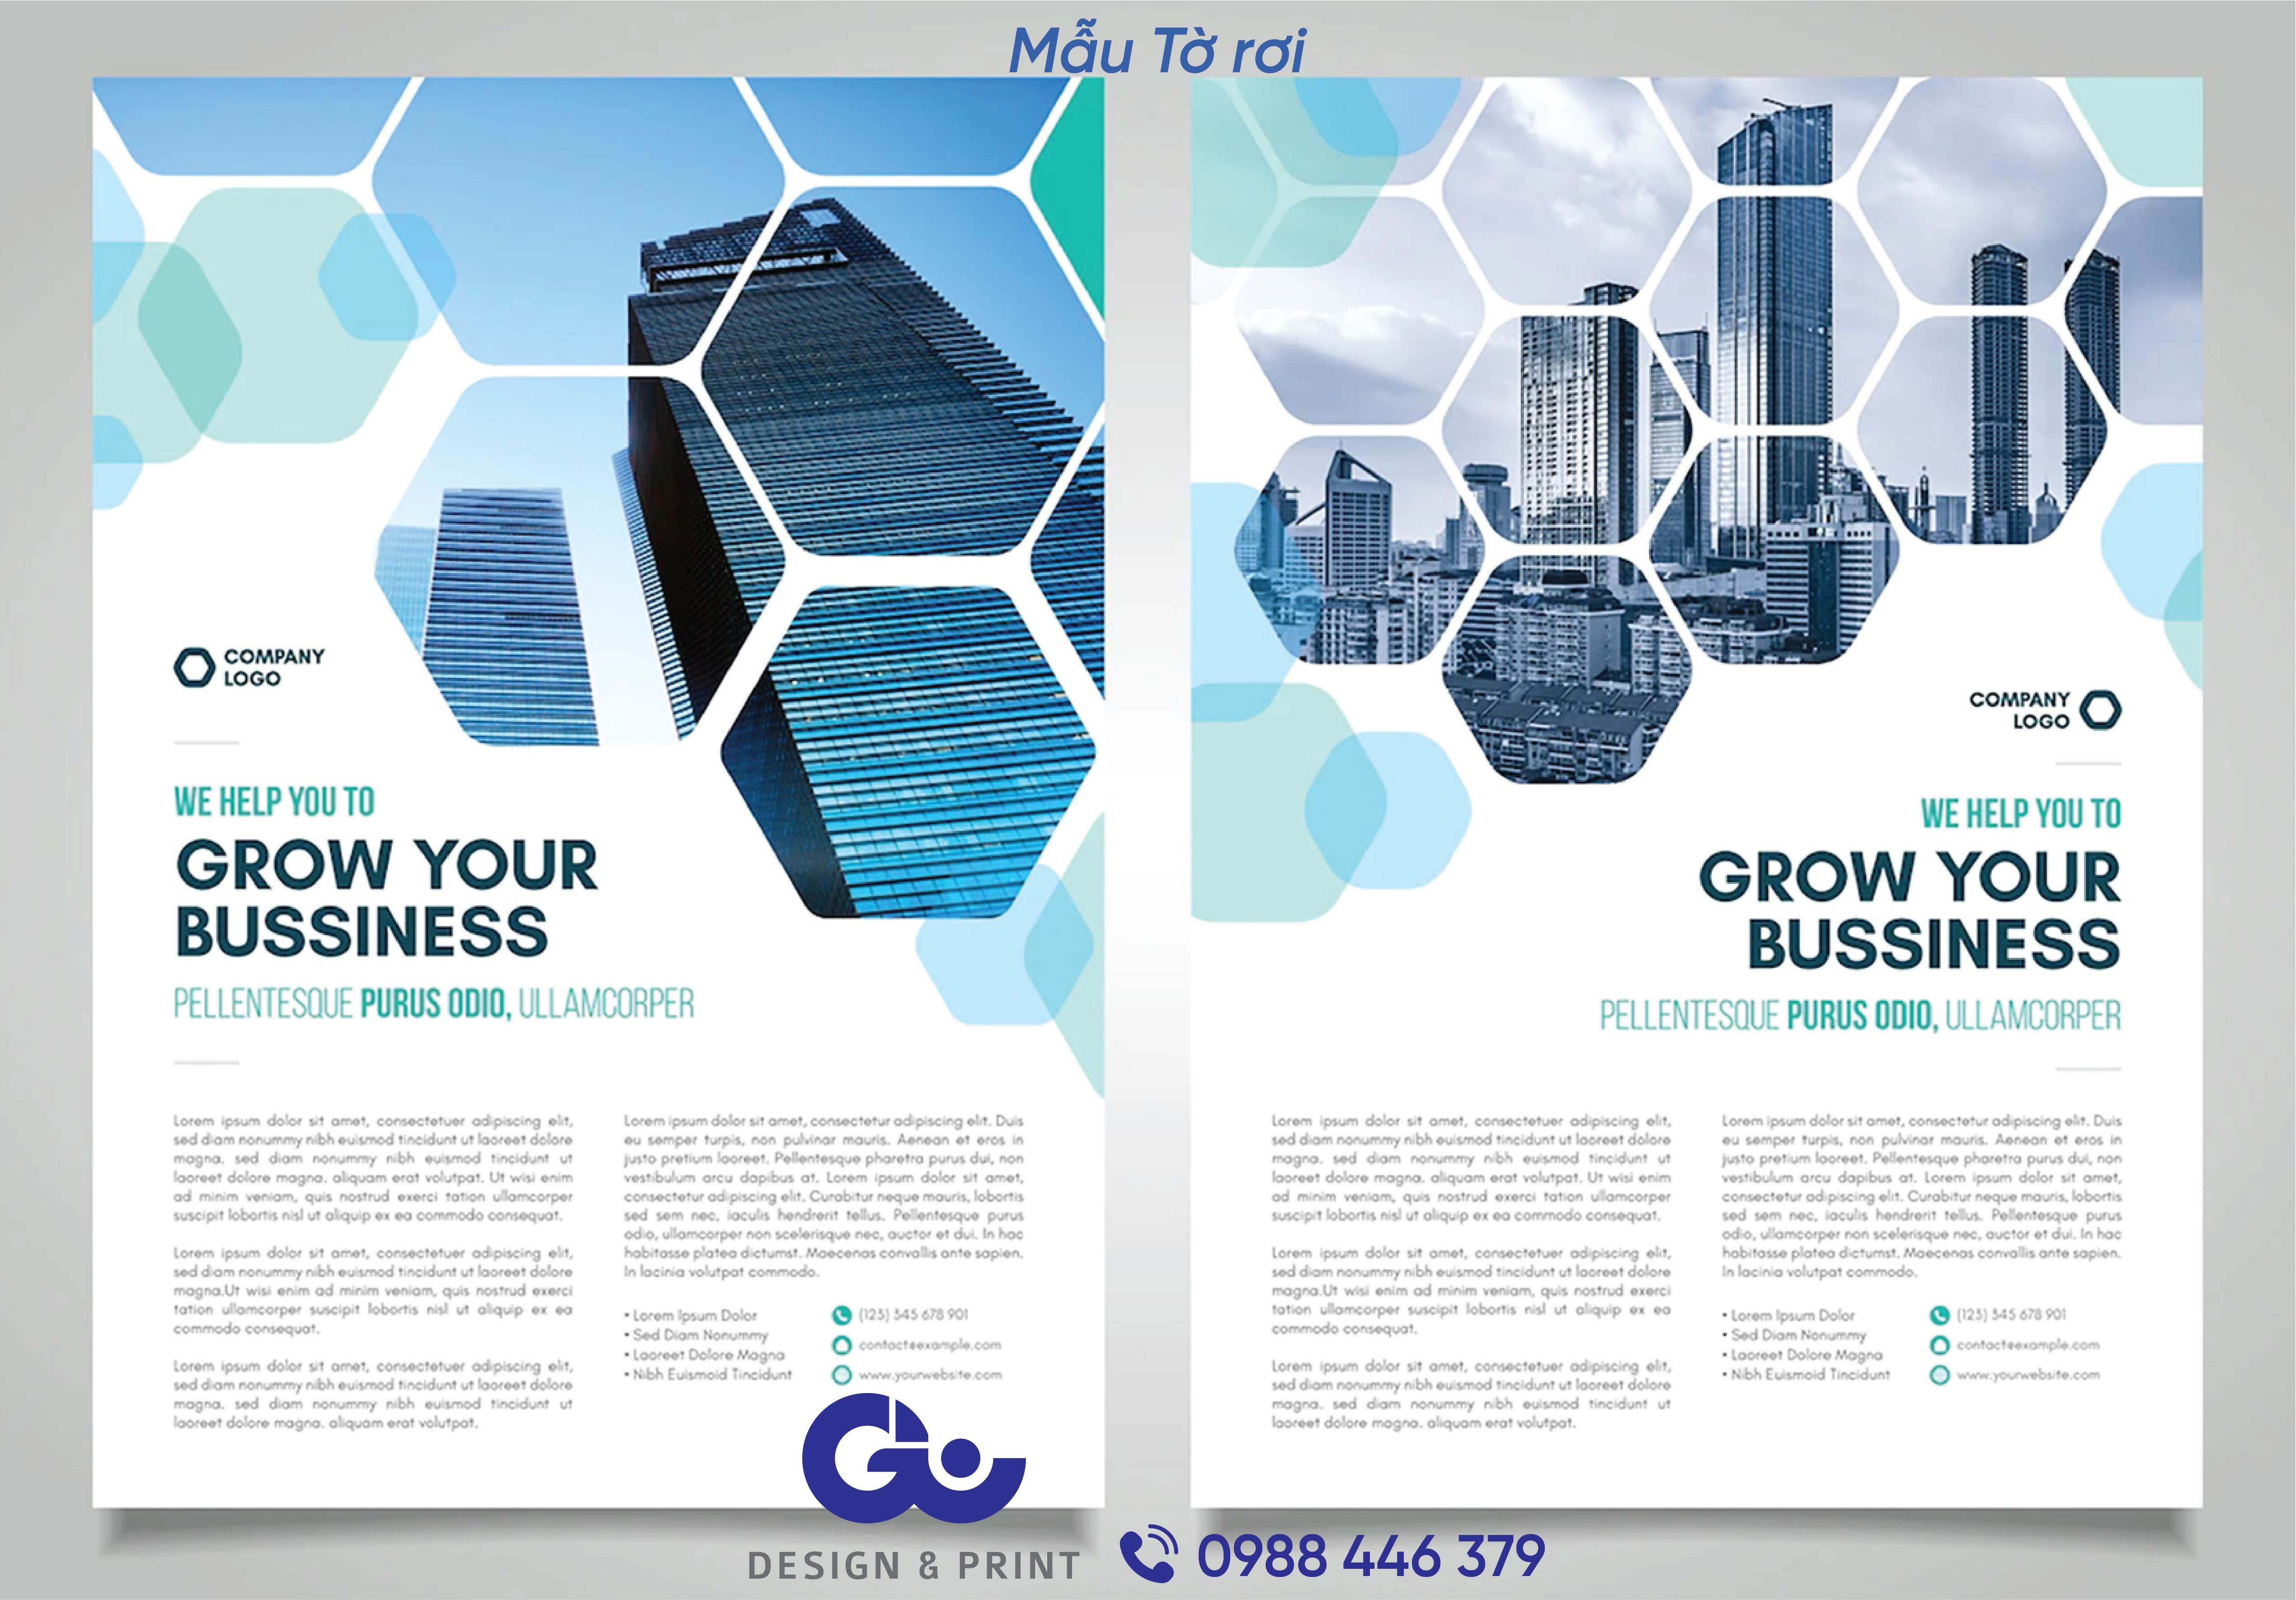 Mẫu Tờ rơi
COMPANY
LOGO
WE HELP YOU TO
GROW YOUR
BUSSINESS
PELLENTESQUE PURUS ODIO, ULLAMCORPER
Lorem ipsum dolor sit amet, consectetuer adipiscing elit,
sed diam nonummy nibh euismod tincidunt ut laoreet dolore
magna. sed diam nonummy nibh euismod tincidunt ut
laoreet dolore magna. aliquam erat volutpat. Ut wisi enim
ad minim veniam, quis nostrud exerci tation ullamcorper
suscipit lobortis nisl ut aliquip ex ea commodo consequat.
Lorem ipsum dolor sit amet, consectetuer adipiscing elit,
sed diam nonummy nibh euismod tincidunt ut laoreet dolore
magna.Ut wisi enim ad minim veniam, quis nostrud exerci
tation ullamcorper suscipit lobortis nisl ut aliquip ex ea
commodo consequat.
Lorem ipsum dolor sit amet, consectetuer adipiscing elit,
sed diam nonummy nibh euismod tincidunt ut laoreet dolore
magna. sed diam nonummy nibh euismod tincidunt ut
laoreet dolore magna. aliquam erat volutpat.
Lorem ipsum dolor sit amet, consectetur adipiscing elit. Duis
eu semper turpis, non pulvinar mauris. Aenean et eros in
justo pretium laoreet. Pellentesque pharetra purus dui, non
vestibulum arcu dapibus at. Lorem ipsum dolor sit amet,
consectetur adipiscing elit. Curabitur neque mauris, lobortis
sed sem nec, iaculis hendrerit tellus. Pellentesque purus
odio, ullamcorper non scelerisque nec, auctor et dui. In hac
habitasse platea dictumst. Maecenas convallis ante sapien.
In lacinia volutpat commodo.
• Lorem Ipsum Dolor
• Sed Diam Nonummy
• Laoreet Dolore Magna
• Nibh Euismoid Tincidunt
(123) 345 678 901
contact@example.com
www.yourwebsite.com
COMPANY
LOGO
WE HELP YOU TO
GROW YOUR
BUSSINESS
PELLENTESQUE PURUS ODIO, ULLAMCORPER
Lorem ipsum dolor sit amet, consectetuer adipiscing elit,
sed diam nonummy nibh euismod tincidunt ut laoreet dolore
magna. sed diam nonummy nibh euismod tincidunt ut
laoreet dolore magna. aliquam erat volutpat. Ut wisi enim
ad minim veniam, quis nostrud exerci tation ullamcorper
suscipit lobortis nisl ut aliquip ex ea commodo consequat.
Lorem ipsum dolor sit amet, consectetuer adipiscing elit,
sed diam nonummy nibh euismod tincidunt ut laoreet dolore
magna.Ut wisi enim ad minim veniam, quis nostrud exerci
tation ullamcorper suscipit lobortis nisl ut aliquip ex ea
commodo consequat.
Lorem ipsum dolor sit amet, consectetuer adipiscing elit,
sed diam nonummy nibh euismod tincidunt ut laoreet dolore
magna. sed diam nonummy nibh euismod tincidunt ut
laoreet dolore magna. aliquam erat volutpat.
Lorem ipsum dolor sit amet, consectetur adipiscing elit. Duis
eu semper turpis, non pulvinar mauris. Aenean et eros in
justo pretium laoreet. Pellentesque pharetra purus dui, non
vestibulum arcu dapibus at. Lorem ipsum dolor sit amet,
consectetur adipiscing elit. Curabitur neque mauris, lobortis
sed sem nec, iaculis hendrerit tellus. Pellentesque purus
odio, ullamcorper non scelerisque nec, auctor et dui. In hac
habitasse platea dictumst. Maecenas convallis ante sapien.
In lacinia volutpat commodo.
• Lorem Ipsum Dolor
• Sed Diam Nonummy
• Laoreet Dolore Magna
• Nibh Euismoid Tincidunt
(123) 345 678 901
contact@example.com
www.yourwebsite.com
DESIGN & PRINT
0988 446 379